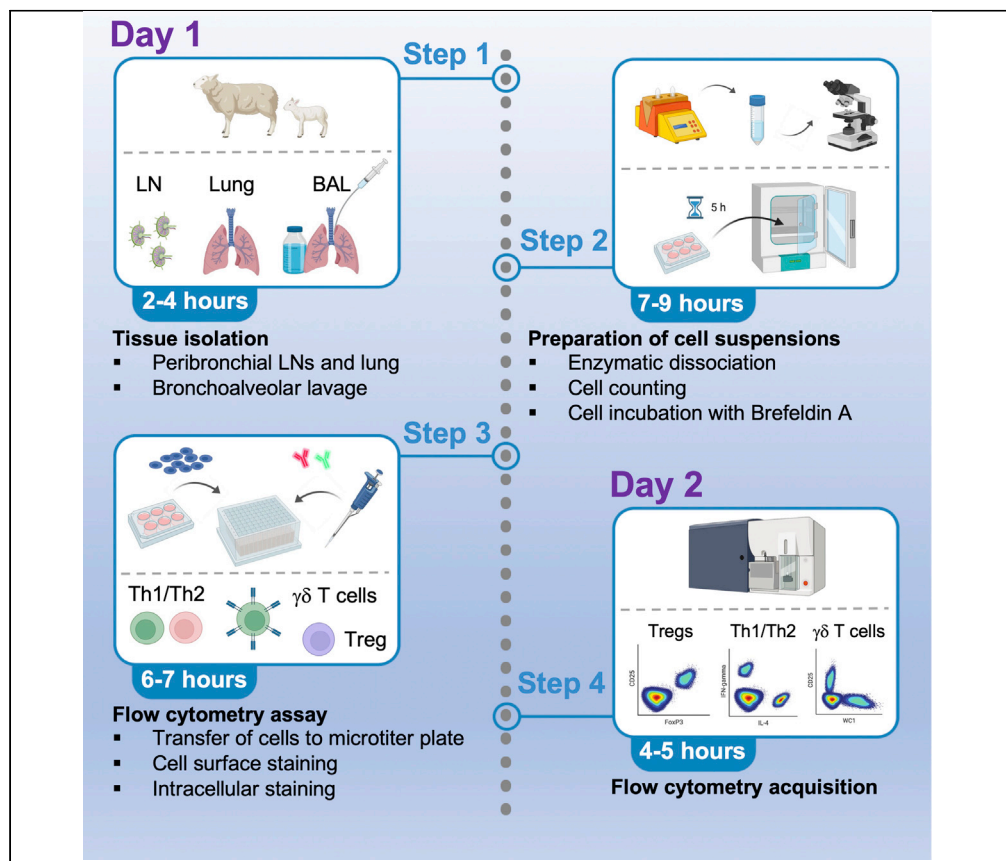 Day 1
Step 1
LN
Lung
BAL
2-4 hours
Tissue isolation
▪ Peribronchial LNs and lung
▪ Bronchoalveolar lavage
5 h
Step 2
7-9 hours
Preparation of cell suspensions
▪ Enzymatic dissociation
▪ Cell counting
▪ Cell incubation with Brefeldin A
Step 3
Th1/Th2
γδ T cells
Treg
6-7 hours
Flow cytometry assay
▪ Transfer of cells to microtiter plate
▪ Cell surface staining
▪ Intracellular staining
Day 2
Step 4
Tregs
Th1/Th2
γδ T cells
CD25
FoxP3
IFN-gamma
IL-4
CD25
WC1
4-5 hours
Flow cytometry acquisition